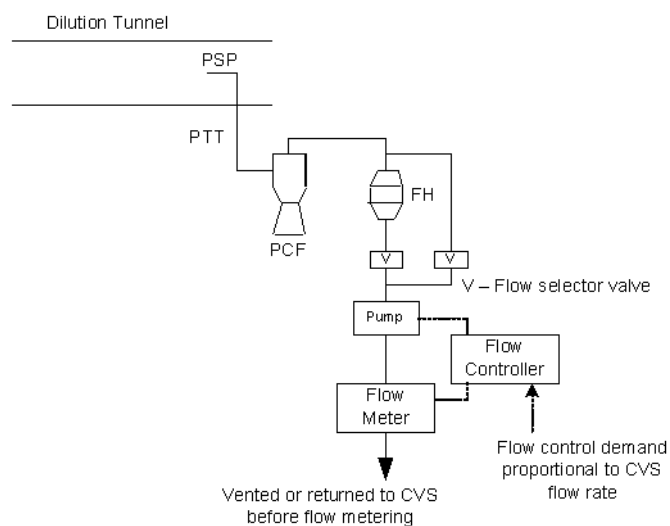 Dilution Tunnel
PSP
PTT
PCF
FH
V
V
V – Flow selector valve
Pump
Flow
Controller
Flow
Meter
Flow control demand
proportional to CVS
flow rate
Vented or returned to CVS
before flow metering